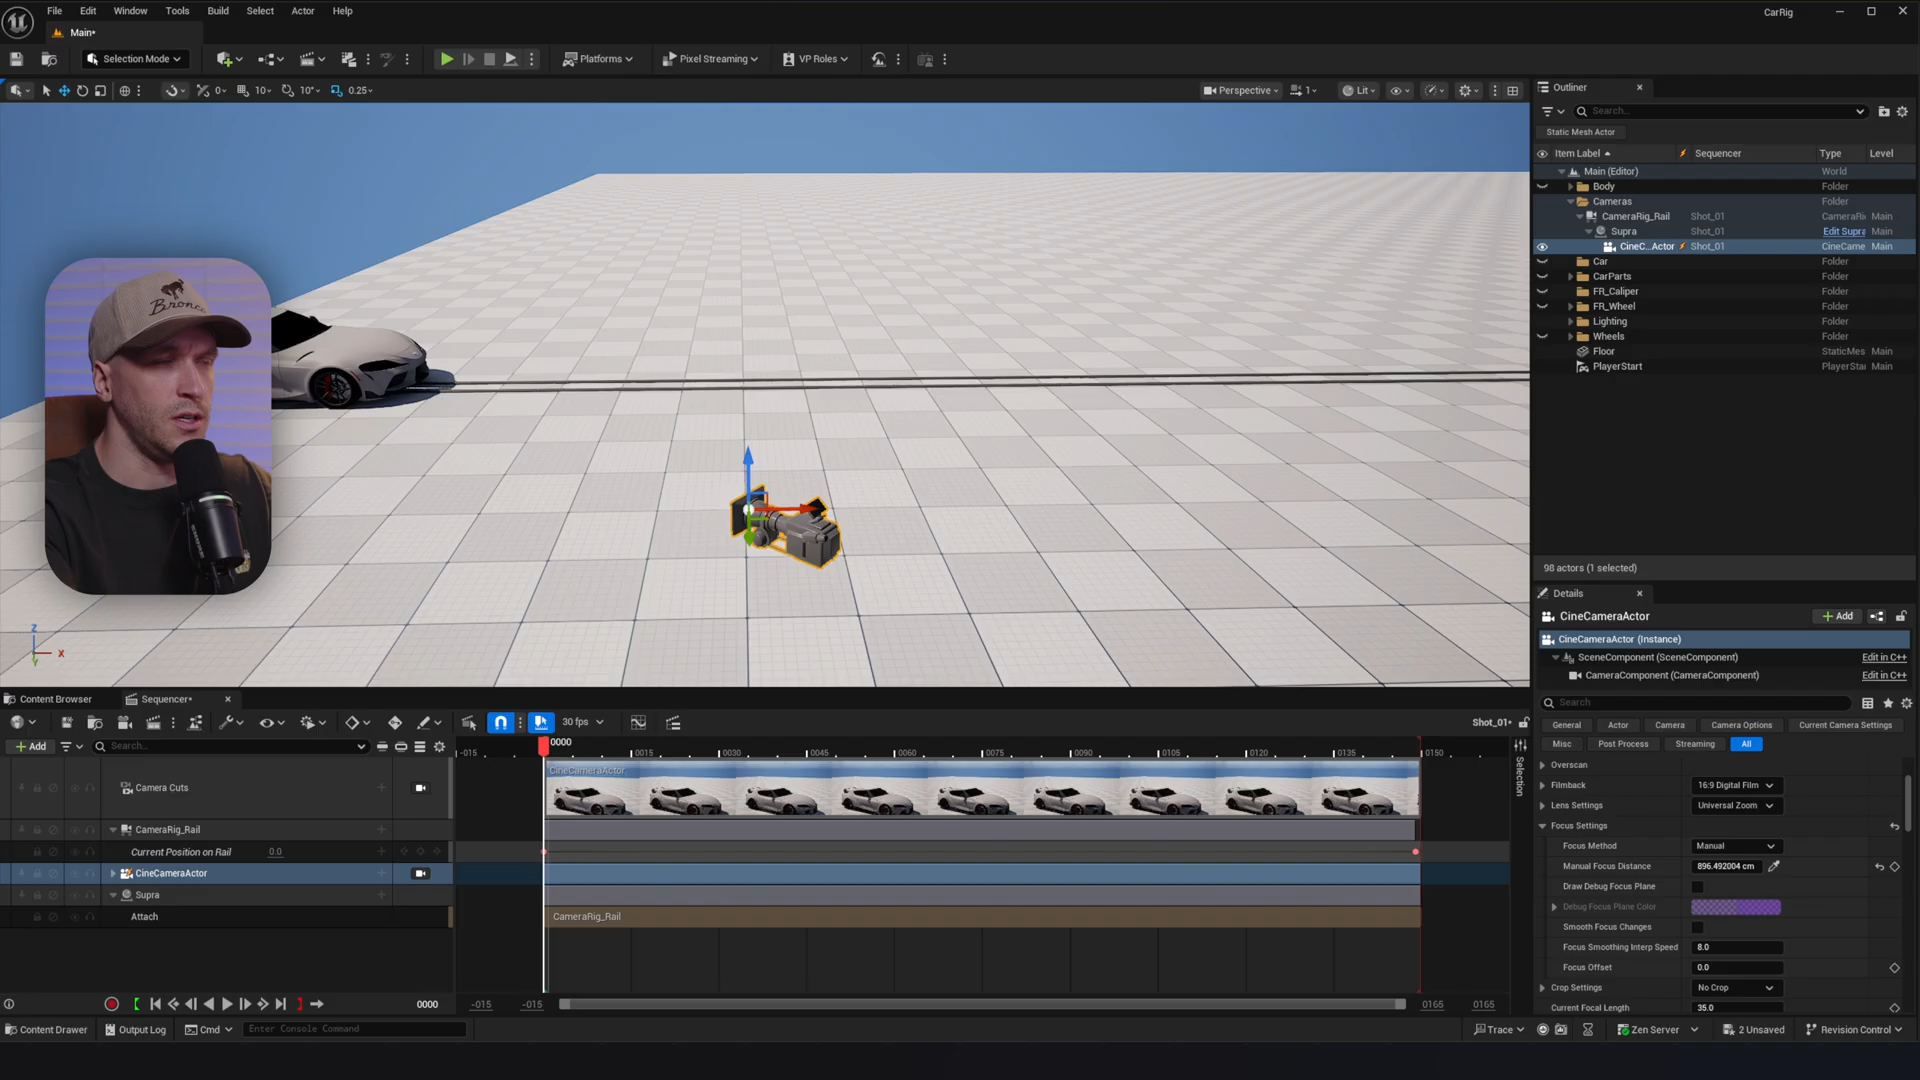 File Edit Window Tools Build Select Actor Help
CarRig
Main*
Selection Mode
Platforms
Pixel Streaming
VP Roles
0
10
10°
0.25
Perspective
1
Lit
Outliner
Search...
Static Mesh Actor
Item Label Sequencer Type Level
Main (Editor) World
Body Folder
Cameras Folder
CameraRig_Rail Shot_01 CameraRi Main
Supra Shot_01 Edit Supra Main
CineC...Actor Shot_01 CineCame Main
Car Folder
CarParts Folder
FR_Caliper Folder
FR_Wheel Folder
Lighting Folder
Wheels Folder
Floor StaticMes Main
PlayerStart PlayerStar Main
98 actors (1 selected)
Bronco
Z
X
Y
Details
CineCameraActor
Add
CineCameraActor (Instance)
SceneComponent (SceneComponent) Edit in C++
CameraComponent (CameraComponent) Edit in C++
Search
General Actor Camera Camera Options Current Camera Settings
Misc Post Process Streaming All
Overscan
Filmback 16:9 Digital Film
Lens Settings Universal Zoom
Focus Settings
Focus Method Manual
Manual Focus Distance 896.492004 cm
Draw Debug Focus Plane
Debug Focus Plane Color
Smooth Focus Changes
Focus Smoothing Interp Speed 8.0
Focus Offset 0.0
Crop Settings No Crop
Current Focal Length 35.0
Content Browser Sequencer*
30 fps
Shot_01*
Add
Search...
-015 0000 0015 0030 0045 0060 0075 0090 0105 0120 0135 0150
Selection
Camera Cuts
CineCameraActor
CameraRig_Rail
Current Position on Rail 0.0
CineCameraActor
Supra
Attach
CameraRig_Rail
0000
-015 -015 0165 0165
Content Drawer Output Log Cmd Enter Console Command
Trace Zen Server 2 Unsaved Revision Control